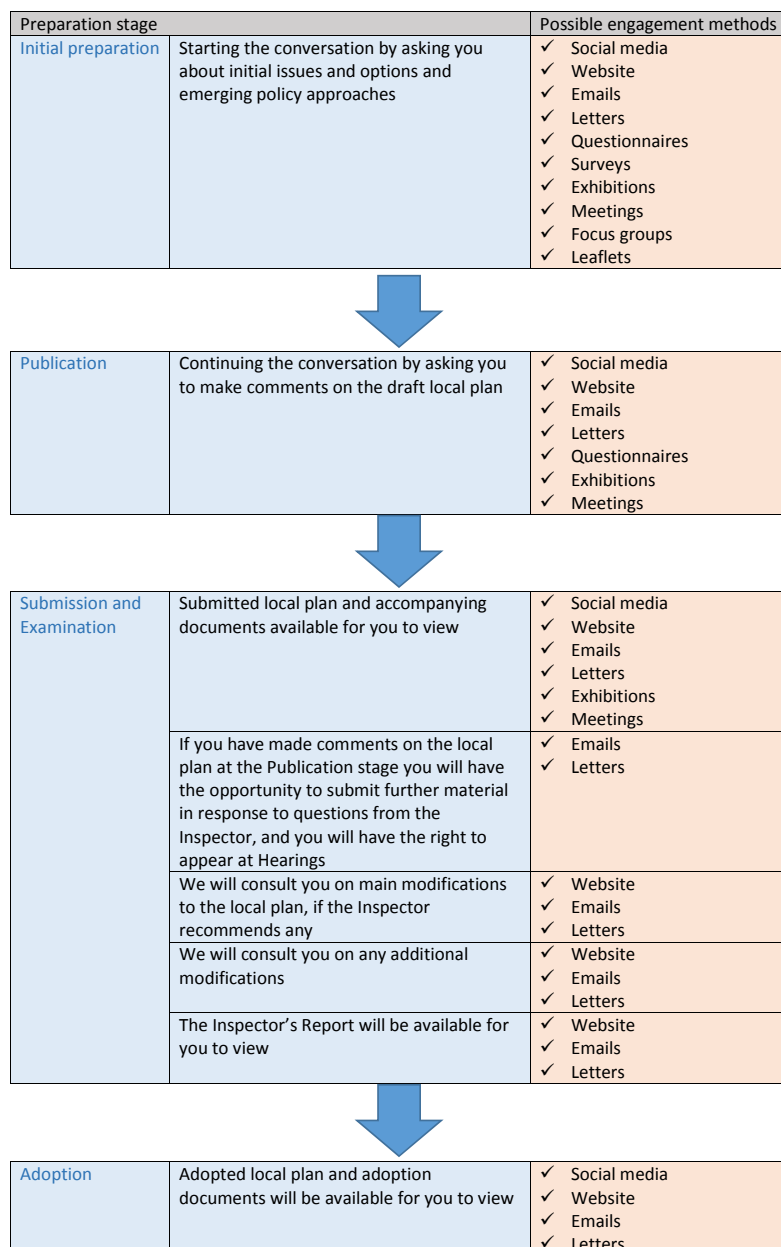 Preparation stage Possible engagement methods
Initial preparation
Starting the conversation by asking you
about initial issues and options and
emerging policy approaches
✓ Social media
✓ Website
✓ Emails
✓ Letters
✓ Questionnaires
✓ Surveys
✓ Exhibitions
✓ Meetings
✓ Focus groups
✓ Leaflets
Publication
Continuing the conversation by asking you
to make comments on the draft local plan
✓ Social media
✓ Website
✓ Emails
✓ Letters
✓ Questionnaires
✓ Exhibitions
✓ Meetings
Submission and
Examination
Submitted local plan and accompanying
documents available for you to view
✓ Social media
✓ Website
✓ Emails
✓ Letters
✓ Exhibitions
✓ Meetings
If you have made comments on the local
plan at the Publication stage you will have
the opportunity to submit further material
in response to questions from the
Inspector, and you will have the right to
appear at Hearings
✓ Emails
✓ Letters
We will consult you on main modifications
to the local plan, if the Inspector
recommends any
✓ Website
✓ Emails
✓ Letters
We will consult you on any additional
modifications
✓ Website
✓ Emails
✓ Letters
The Inspector’s Report will be available for
you to view
✓ Website
✓ Emails
✓ Letters
Adoption
Adopted local plan and adoption
documents will be available for you to view
✓ Social media
✓ Website
✓ Emails
✓ Letters